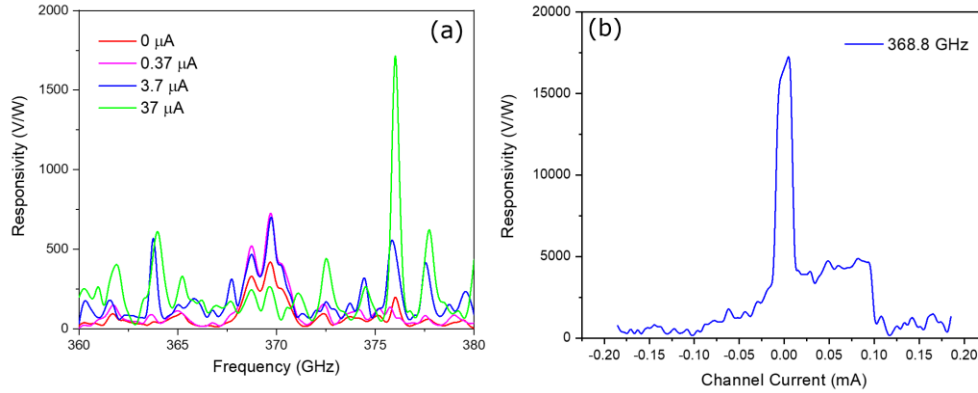 (a)
0 μA
0.37 μA
3.7 μA
37 μA
2000
1500
1000
500
0
Responsivity (V/W)
360
365
370
375
380
Frequency (GHz)
(b)
368.8 GHz
20000
15000
10000
5000
0
Responsivity (V/W)
-0.20
-0.15
-0.10
-0.05
0.00
0.05
0.10
0.15
0.20
Channel Current (mA)